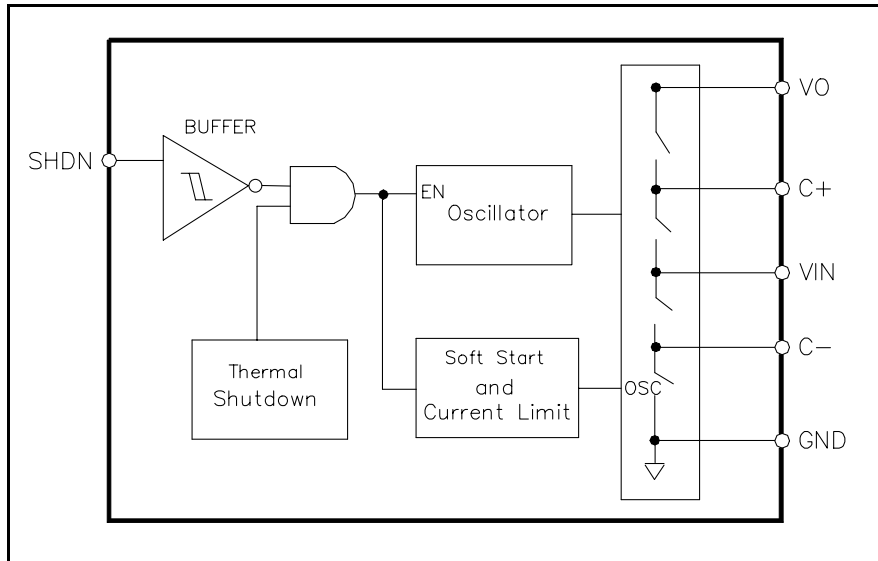 BUFFER
SHDN
EN
Oscillator
Thermal
Shutdown
Soft Start
and
Current Limit
OSC
VO
C+
VIN
C−
GND